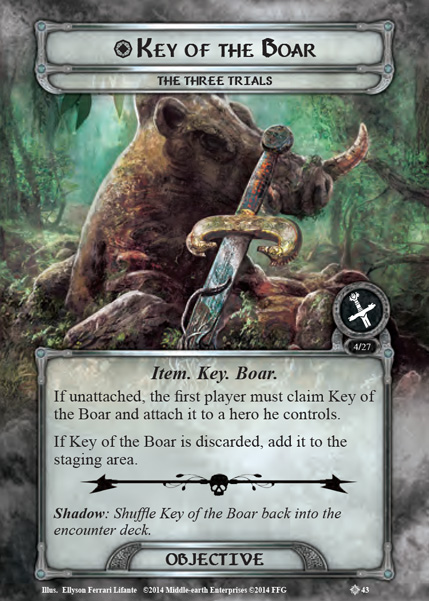 Key of the Boar
The Three Trials
4/27
Item. Key. Boar.
If unattached, the first player must claim Key of
the Boar and attach it to a hero he controls.
If Key of the Boar is discarded, add it to the
staging area.
Shadow: Shuffle Key of the Boar back into the
encounter deck.
Objective
Illus. Ellyson Ferrari Lifante ©2014 Middle-earth Enterprises ©2014 FFG 43